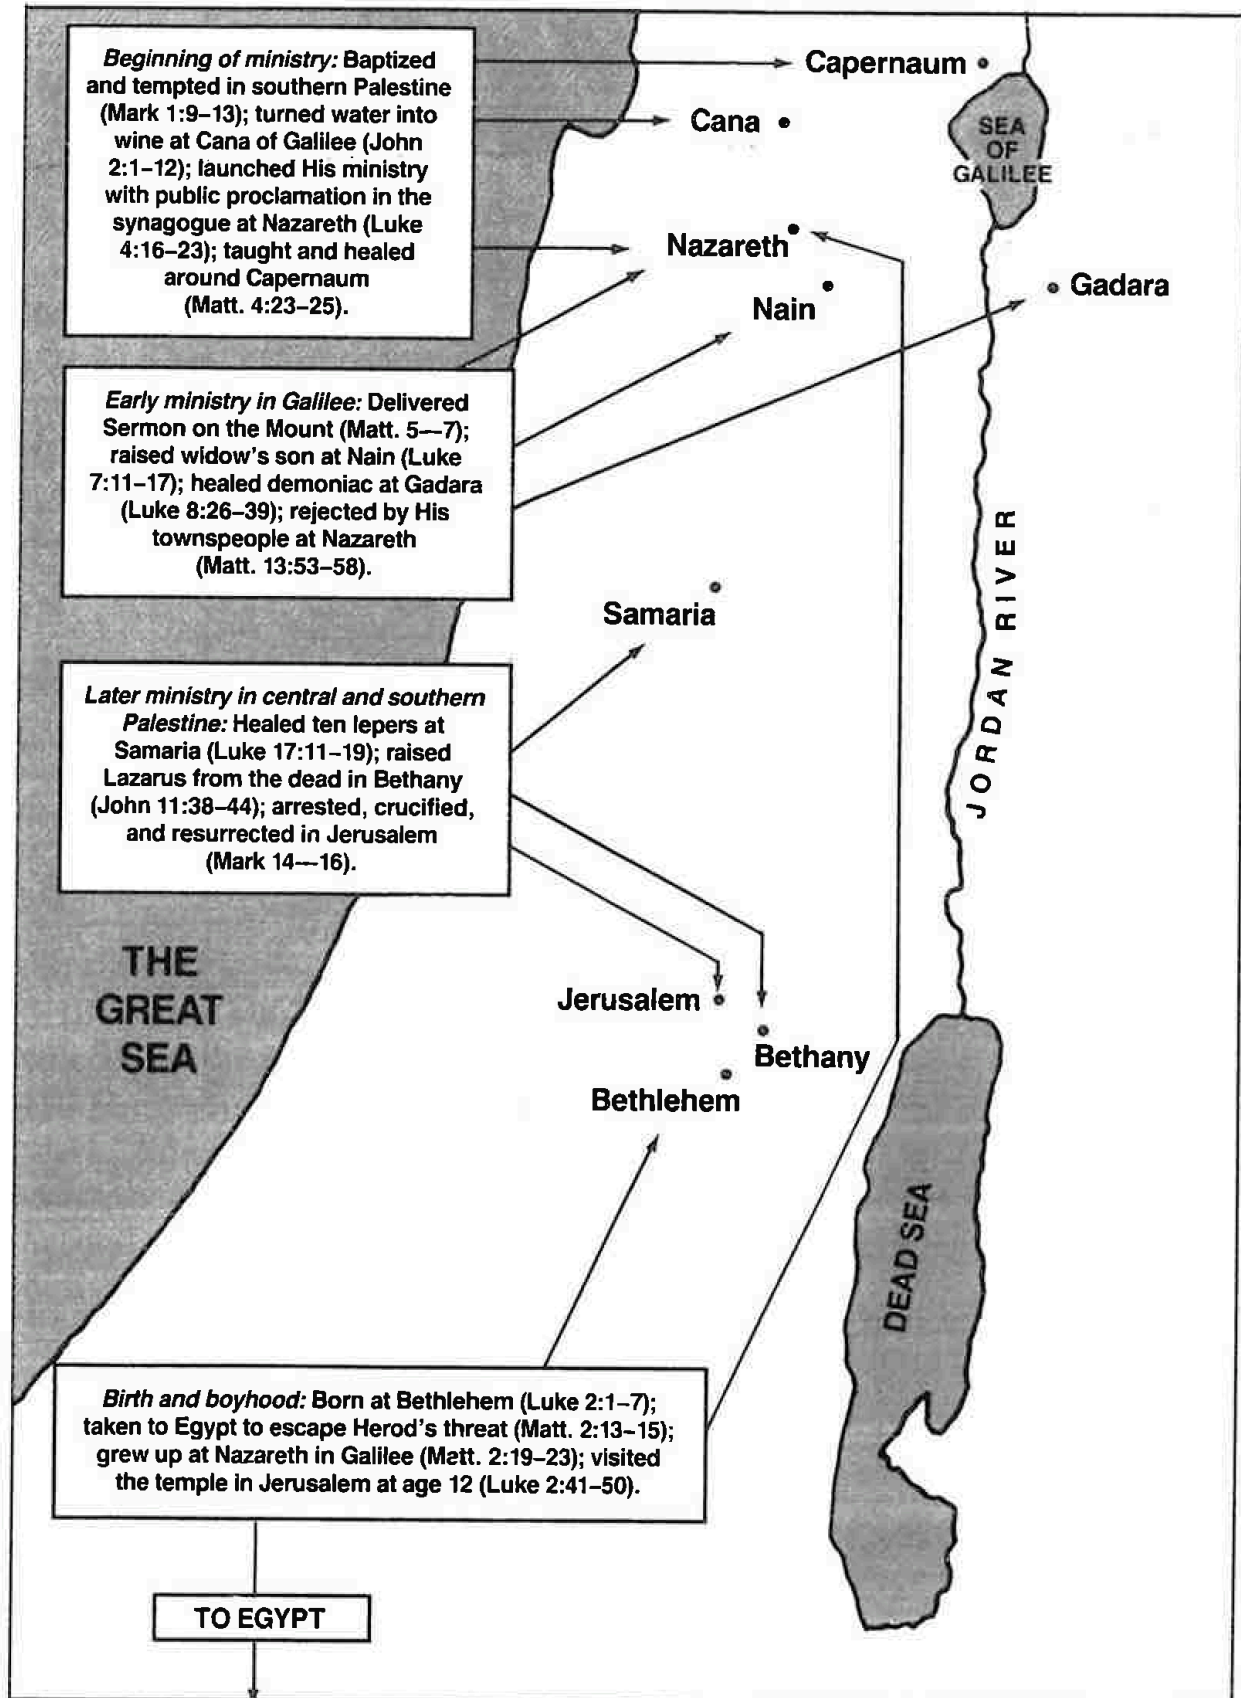 Beginning of ministry: Baptized
and tempted in southern Palestine
(Mark 1:9–13); turned water into
wine at Cana of Galilee (John
2:1–12); launched His ministry
with public proclamation in the
synagogue at Nazareth (Luke
4:16–23); taught and healed
around Capernaum
(Matt. 4:23–25).
Capernaum
Cana
SEA
OF
GALILEE
Nazareth
Nain
Gadara
Early ministry in Galilee: Delivered
Sermon on the Mount (Matt. 5—7);
raised widow's son at Nain (Luke
7:11–17); healed demoniac at Gadara
(Luke 8:26–39); rejected by His
townspeople at Nazareth
(Matt. 13:53–58).
Samaria
JORDAN RIVER
Later ministry in central and southern
Palestine: Healed ten lepers at
Samaria (Luke 17:11–19); raised
Lazarus from the dead in Bethany
(John 11:38–44); arrested, crucified,
and resurrected in Jerusalem
(Mark 14—16).
THE
GREAT
SEA
Jerusalem
Bethany
Bethlehem
DEAD SEA
Birth and boyhood: Born at Bethlehem (Luke 2:1–7);
taken to Egypt to escape Herod's threat (Matt. 2:13–15);
grew up at Nazareth in Galilee (Matt. 2:19–23); visited
the temple in Jerusalem at age 12 (Luke 2:41–50).
TO EGYPT